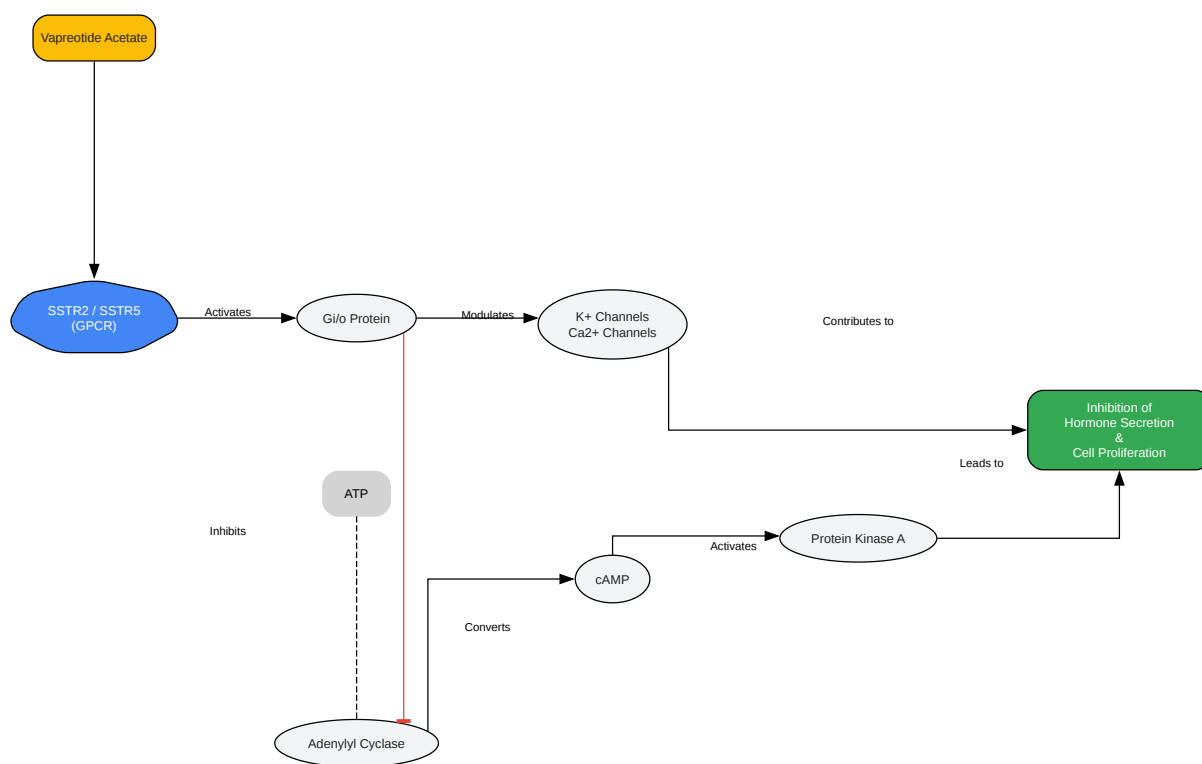 Vapreotide Acetate
SSTR2 / SSTR5
(GPCR)
Activates
Gi/o Protein
Modulates
K+ Channels
Ca2+ Channels
Contributes to
Inhibition of
Hormone Secretion
&
Cell Proliferation
Leads to
ATP
Inhibits
Activates
Protein Kinase A
cAMP
Converts
Adenylyl Cyclase